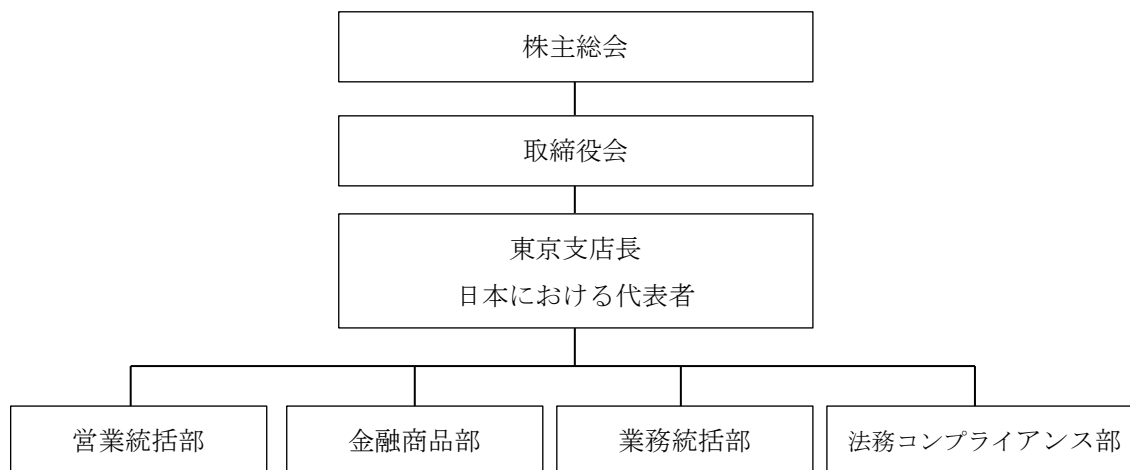 株主総会
取締役会
東京支店長
日本における代表者
営業統括部
金融商品部
業務統括部
法務コンプライアンス部